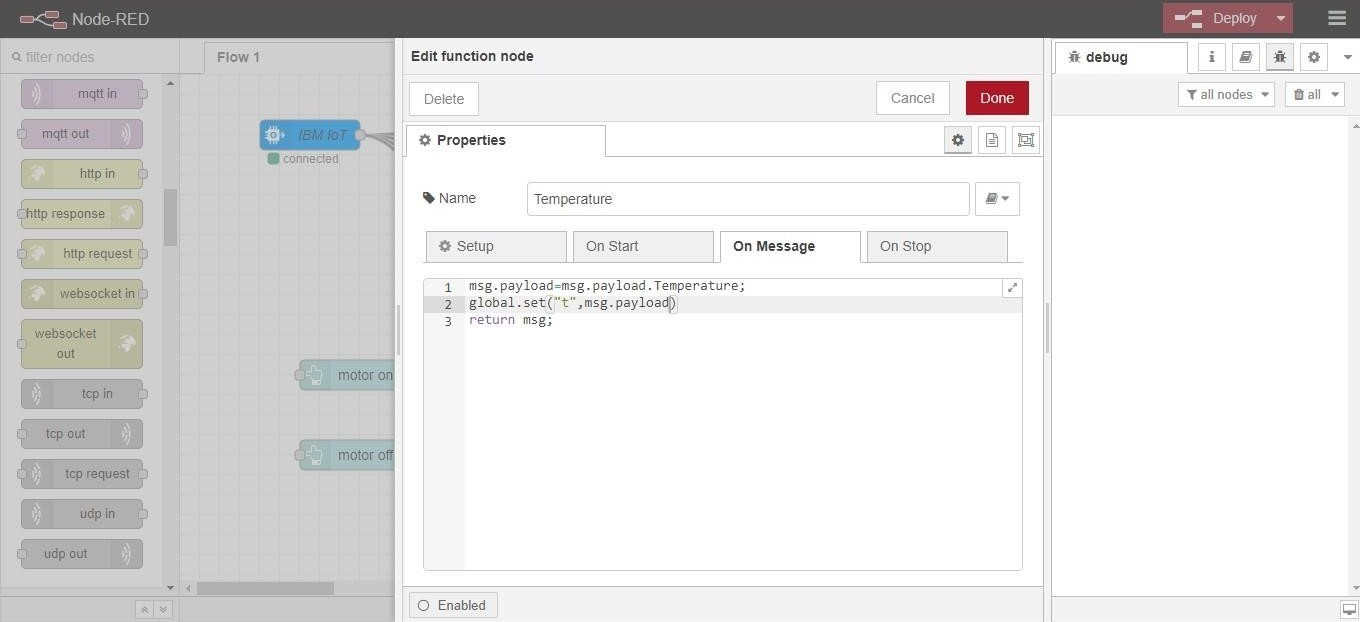 Node-RED
Deploy
filter nodes
mqtt in
mqtt out
http in
http response
http request
websocket in
websocket
out
tcp in
tcp out
tcp request
udp in
udp out
Flow 1
IBM IoT
connected
motor on
motor off
Edit function node
Delete
Cancel
Done
Properties
Name
Temperature
Setup
On Start
On Message
On Stop
1 msg.payload=msg.payload.Temperature;
2 global.set("t",msg.payload)
3 return msg;
Enabled
debug
all nodes
all